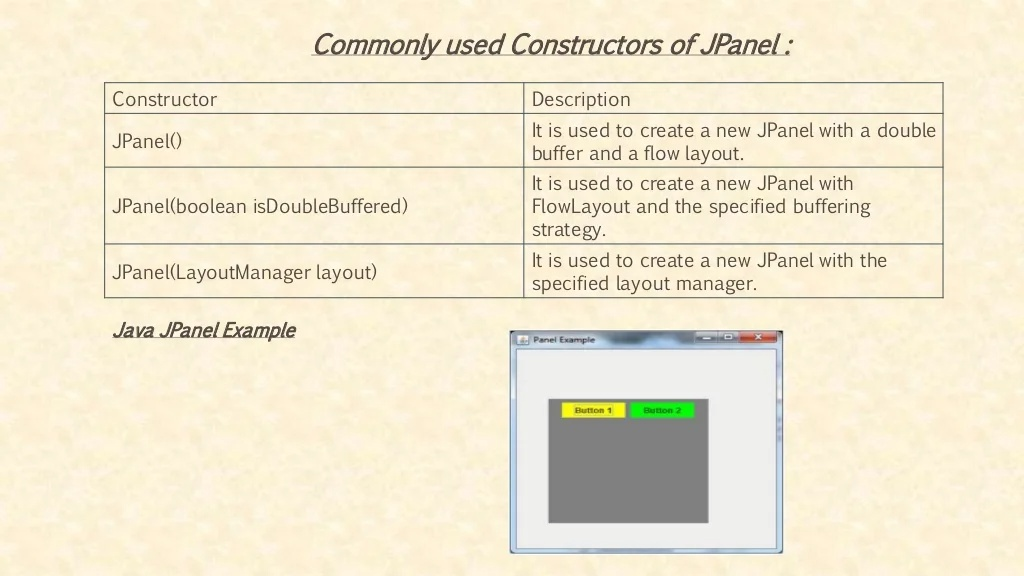 Commonly used Constructors of JPanel :
Constructor
Description
JPanel()
It is used to create a new JPanel with a double
buffer and a flow layout.
JPanel(boolean isDoubleBuffered)
It is used to create a new JPanel with
FlowLayout and the specified buffering
strategy.
JPanel(LayoutManager layout)
It is used to create a new JPanel with the
specified layout manager.
Java JPanel Example
Panel Example
Button 1
Button 2